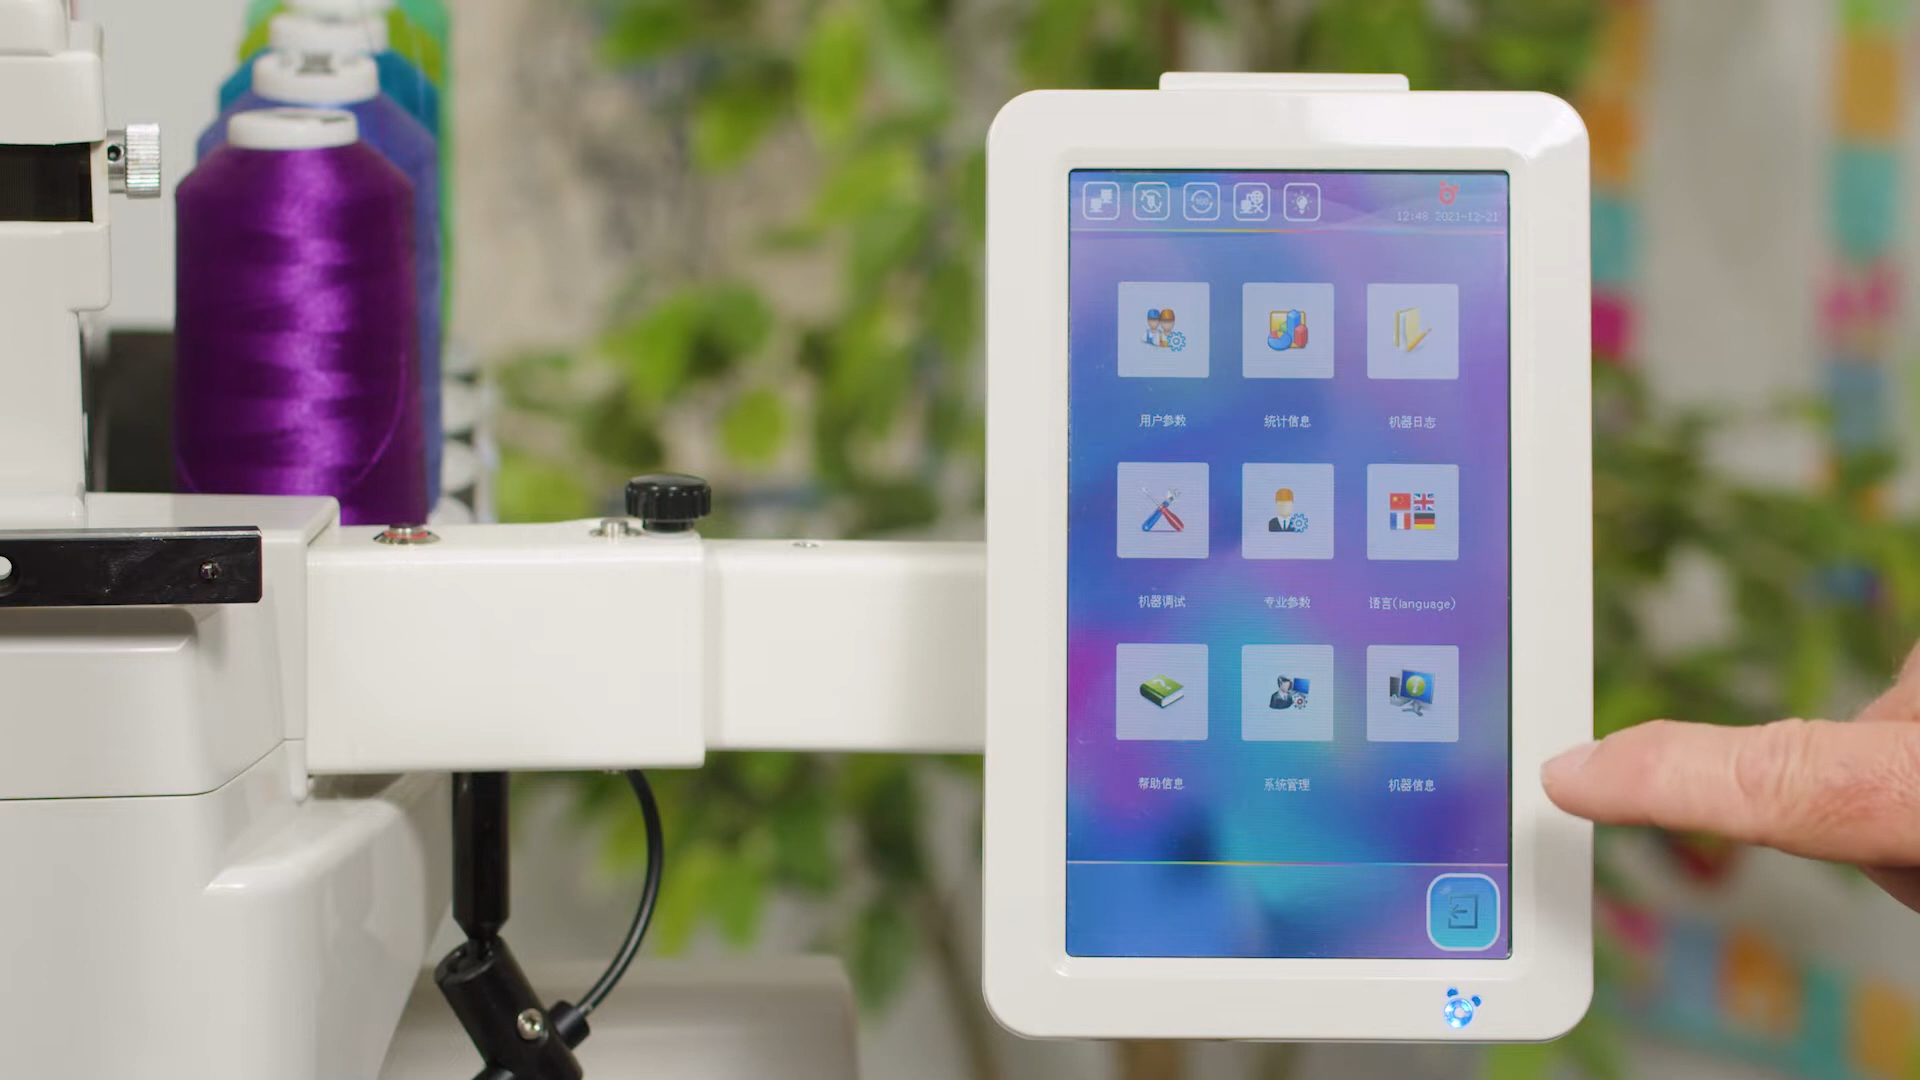 12:48 2021-12-21
用户参数 统计信息 机器日志
机器调试 专业参数 语言(language)
帮助信息 系统管理 机器信息